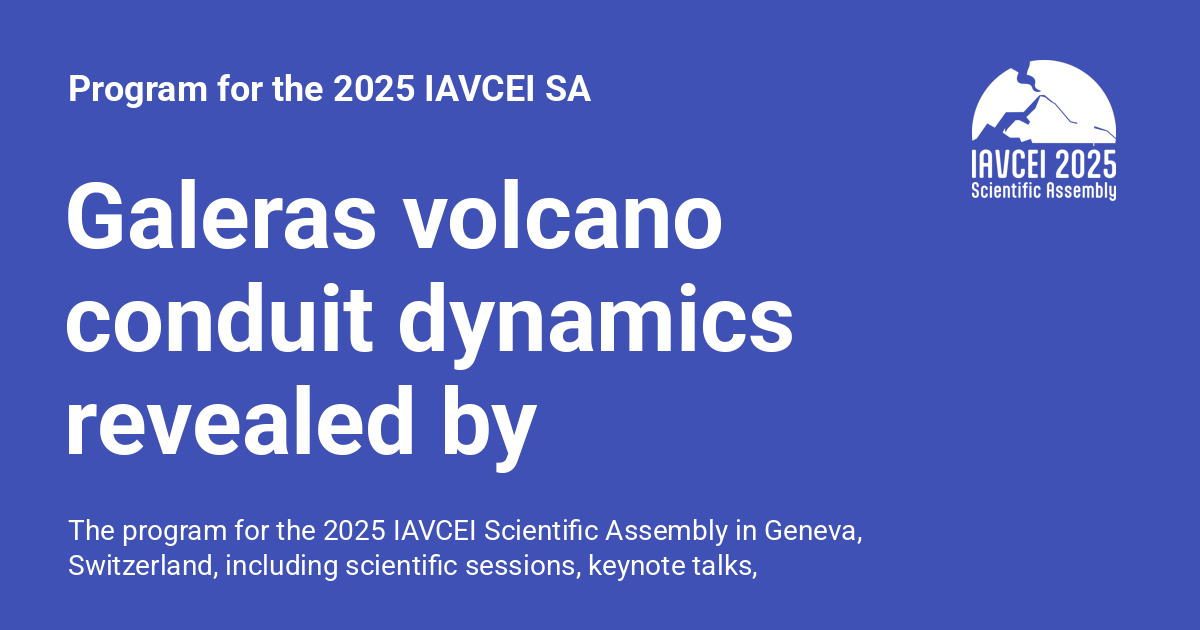 Program for the 2025 IAVCEI SA
IAVCEI 2025
Scientific Assembly
Galeras volcano
conduit dynamics
revealed by
The program for the 2025 IAVCEI Scientific Assembly in Geneva,
Switzerland, including scientific sessions, keynote talks,